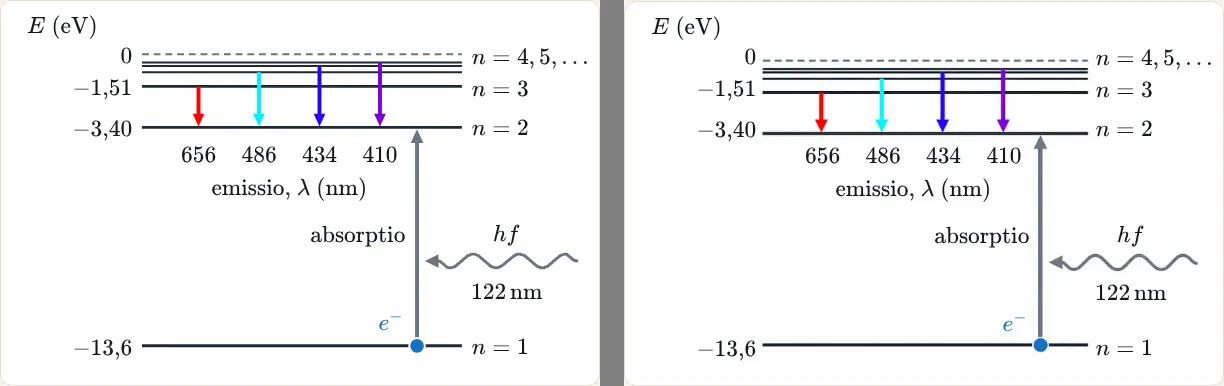 E (eV)
0
n = 4, 5, ...
−1,51
n = 3
−3,40
n = 2
656 486 434 410
emissio, λ (nm)
absorptio
hf
122 nm
e⁻
−13,6
n = 1
E (eV)
0
n = 4, 5, ...
−1,51
n = 3
−3,40
n = 2
656 486 434 410
emissio, λ (nm)
absorptio
hf
122 nm
e⁻
−13,6
n = 1